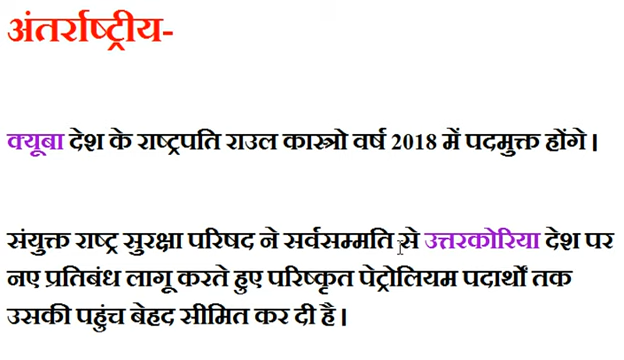 अंतर्राष्ट्रीय-
क्यूबा देश के राष्ट्रपति राउल कास्त्रो वर्ष 2018 में पदमुक्त होंगे ।
संयुक्त राष्ट्र सुरक्षा परिषद ने सर्वसम्मति से उत्तरकोरिया देश पर
नए प्रतिबंध लागू करते हुए परिष्कृत पेट्रोलियम पदार्थों तक
उसकी पहुंच बेहद सीमित कर दी है ।